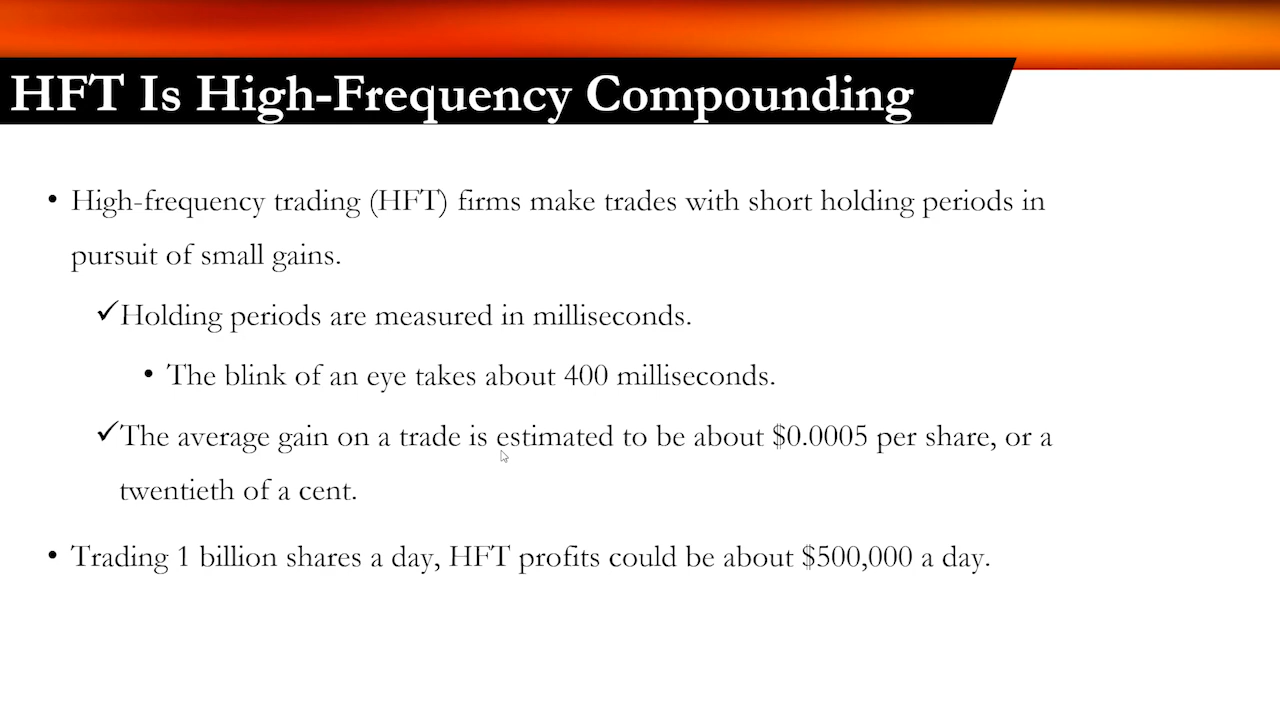 HFT Is High-Frequency Compounding
• High-frequency trading (HFT) firms make trades with short holding periods in
pursuit of small gains.
✓Holding periods are measured in milliseconds.
• The blink of an eye takes about 400 milliseconds.
✓The average gain on a trade is estimated to be about $0.0005 per share, or a
twentieth of a cent.
• Trading 1 billion shares a day, HFT profits could be about $500,000 a day.